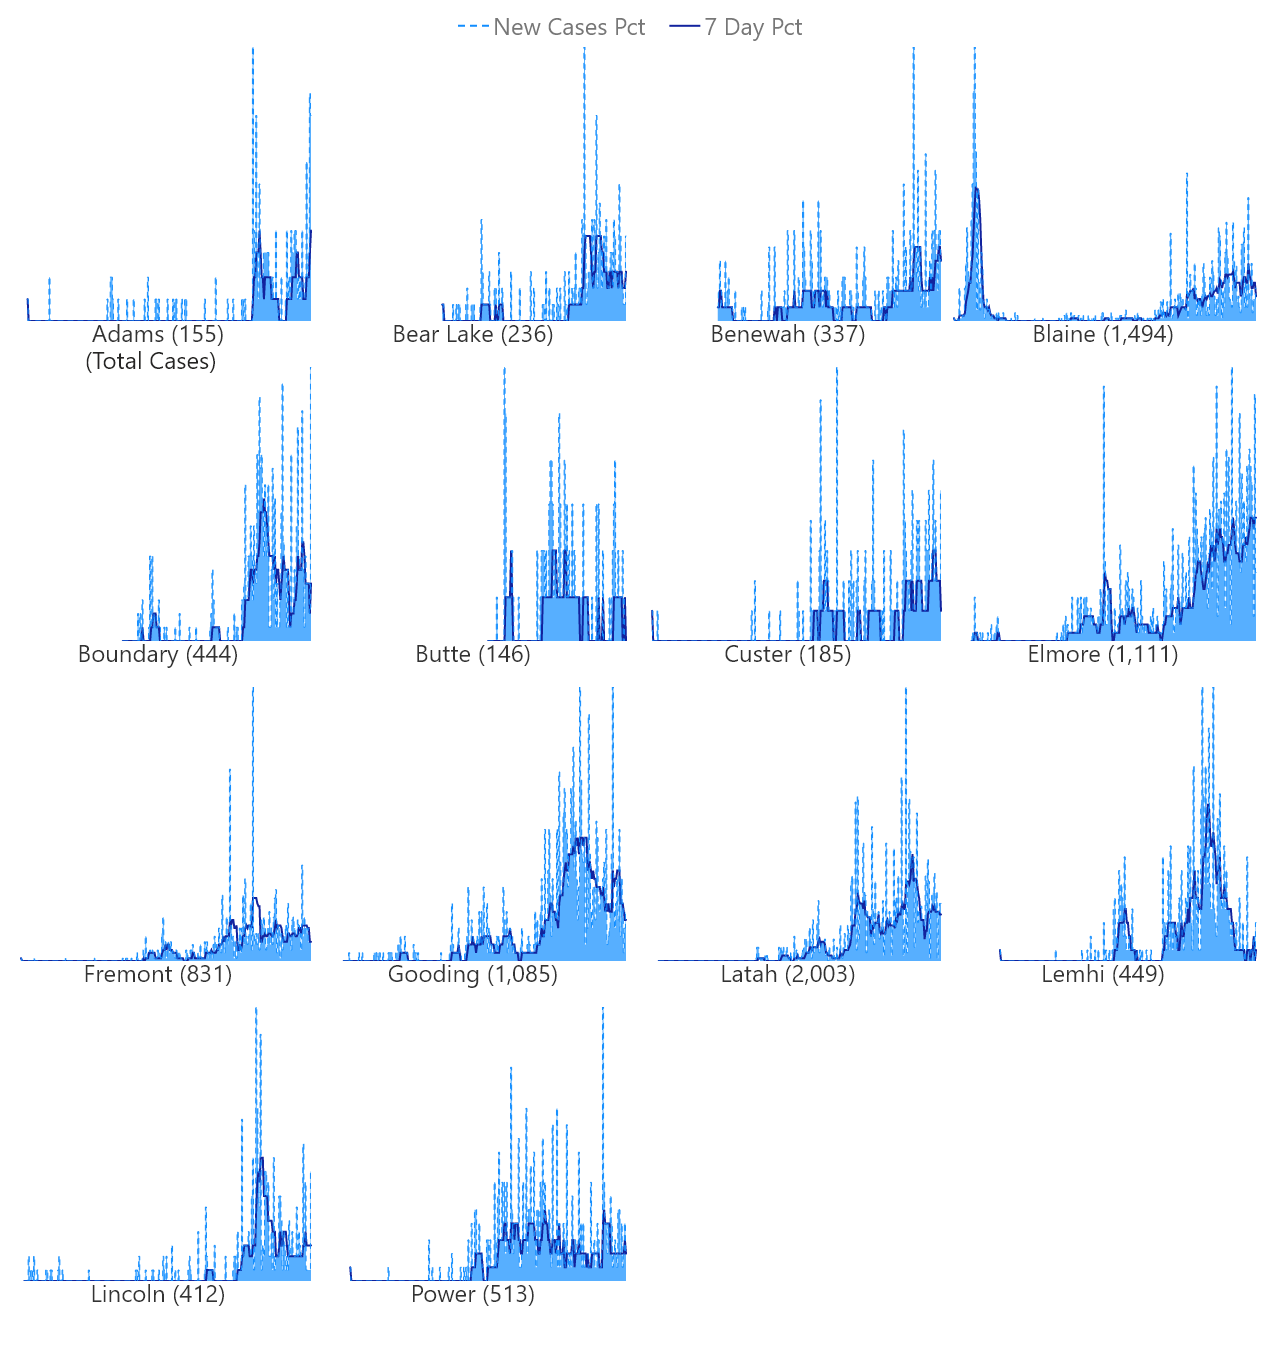 New Cases Pct 7 Day Pct
Adams (155) Bear Lake (236) Benewah (337) Blaine (1,494)
(Total Cases)
Boundary (444) Butte (146) Custer (185) Elmore (1,111)
Fremont (831) Gooding (1,085) Latah (2,003) Lemhi (449)
Lincoln (412) Power (513)